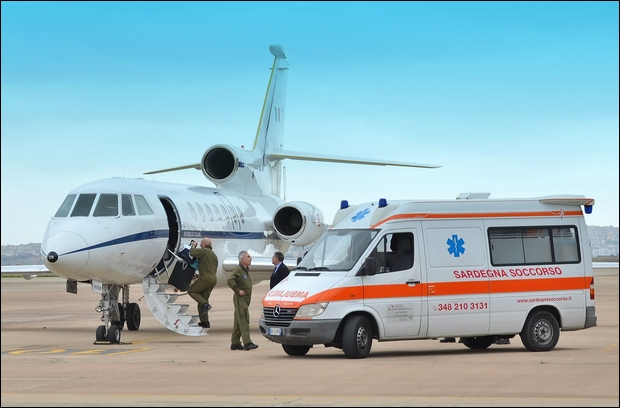 AMBULANZA
SARDEGNA SOCCORSO
348 210 3131
www.sardegnasoccorso.it